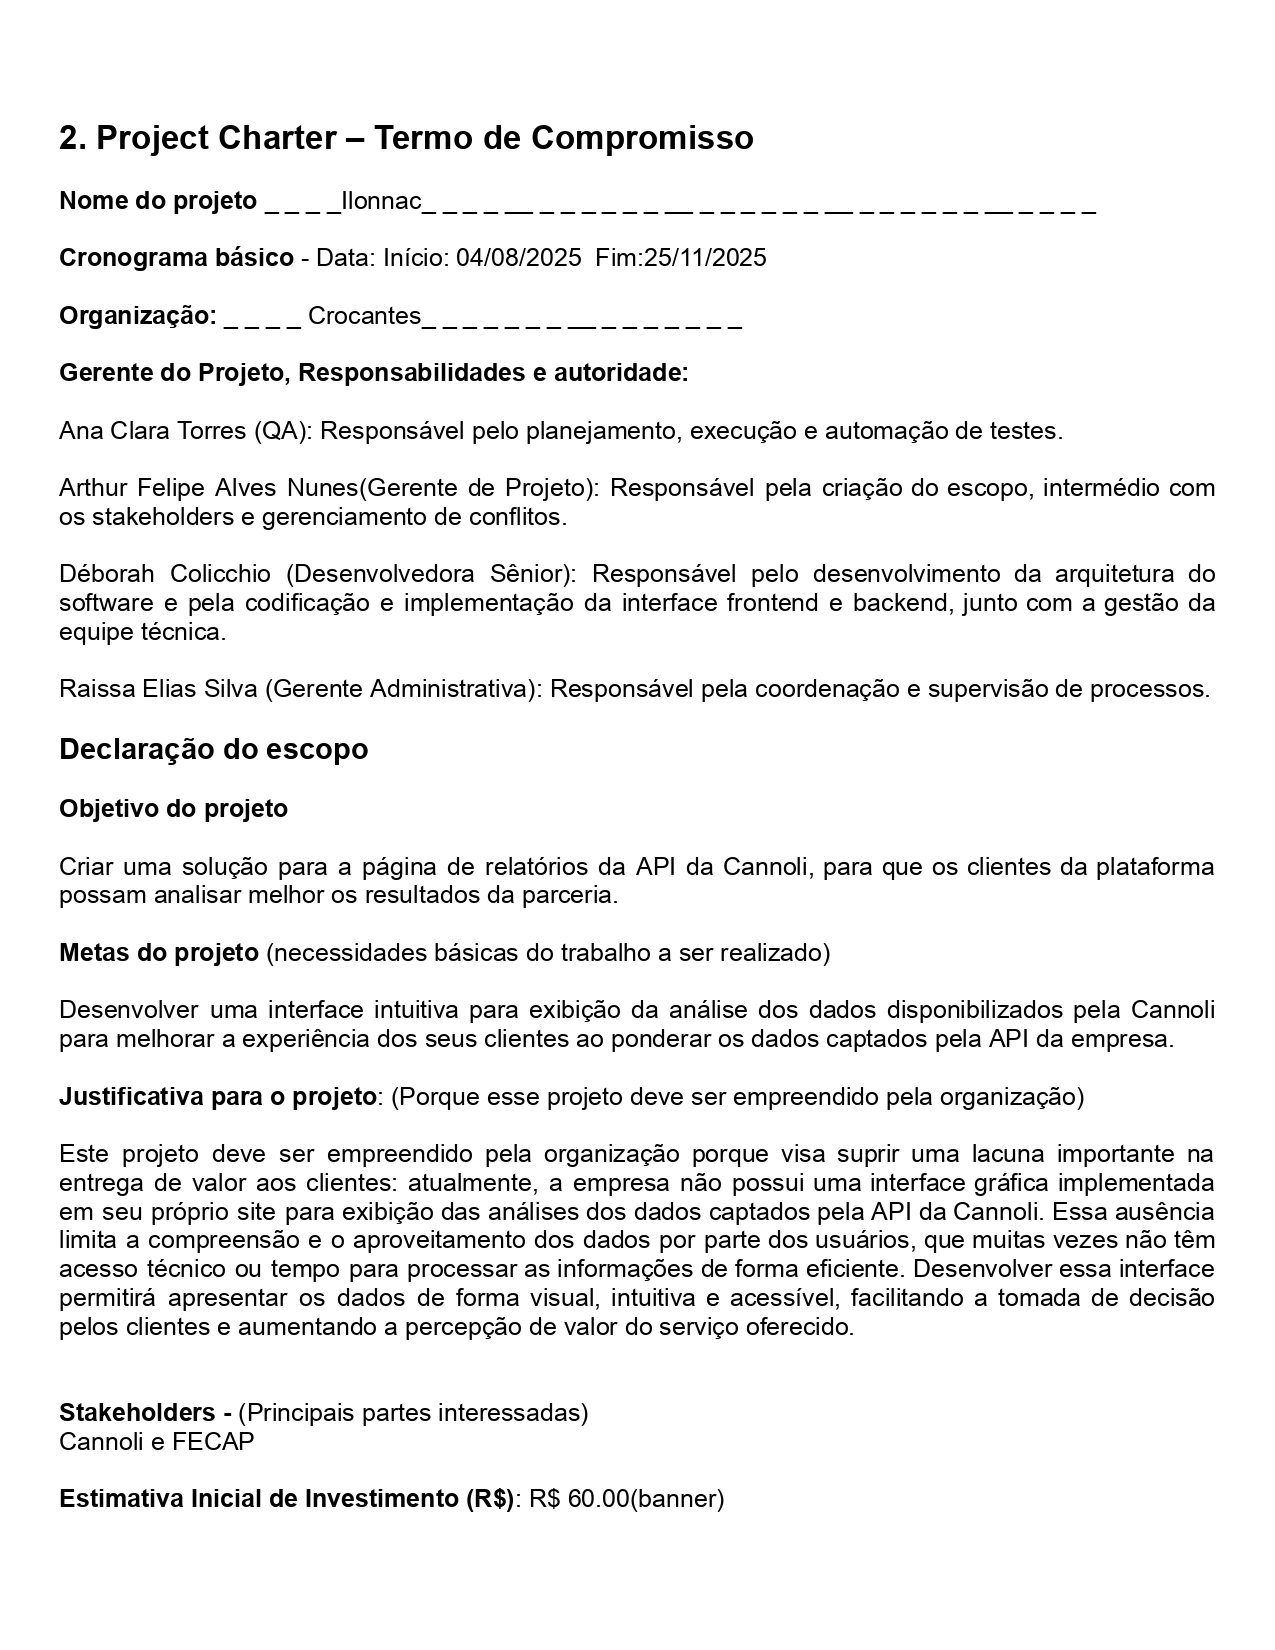 2. Project Charter – Termo de Compromisso
Nome do projeto _ _ _ _Ilonnac_ _ _ _ __ _ _ _ _ _ _ __ _ _ _ _ _ _ __ _ _ _ _ _ _ __ _ _ _ _
Cronograma básico - Data: Início: 04/08/2025 Fim:25/11/2025
Organização: _ _ _ _ Crocantes_ _ _ _ _ _ _ __ _ _ _ _ _ _ _
Gerente do Projeto, Responsabilidades e autoridade:
Ana Clara Torres (QA): Responsável pelo planejamento, execução e automação de testes.
Arthur Felipe Alves Nunes(Gerente de Projeto): Responsável pela criação do escopo, intermédio com
os stakeholders e gerenciamento de conflitos.
Déborah Colicchio (Desenvolvedora Sênior): Responsável pelo desenvolvimento da arquitetura do
software e pela codificação e implementação da interface frontend e backend, junto com a gestão da
equipe técnica.
Raissa Elias Silva (Gerente Administrativa): Responsável pela coordenação e supervisão de processos.
Declaração do escopo
Objetivo do projeto
Criar uma solução para a página de relatórios da API da Cannoli, para que os clientes da plataforma
possam analisar melhor os resultados da parceria.
Metas do projeto (necessidades básicas do trabalho a ser realizado)
Desenvolver uma interface intuitiva para exibição da análise dos dados disponibilizados pela Cannoli
para melhorar a experiência dos seus clientes ao ponderar os dados captados pela API da empresa.
Justificativa para o projeto: (Porque esse projeto deve ser empreendido pela organização)
Este projeto deve ser empreendido pela organização porque visa suprir uma lacuna importante na
entrega de valor aos clientes: atualmente, a empresa não possui uma interface gráfica implementada
em seu próprio site para exibição das análises dos dados captados pela API da Cannoli. Essa ausência
limita a compreensão e o aproveitamento dos dados por parte dos usuários, que muitas vezes não têm
acesso técnico ou tempo para processar as informações de forma eficiente. Desenvolver essa interface
permitirá apresentar os dados de forma visual, intuitiva e acessível, facilitando a tomada de decisão
pelos clientes e aumentando a percepção de valor do serviço oferecido.
Stakeholders - (Principais partes interessadas)
Cannoli e FECAP
Estimativa Inicial de Investimento (R$): R$ 60.00(banner)